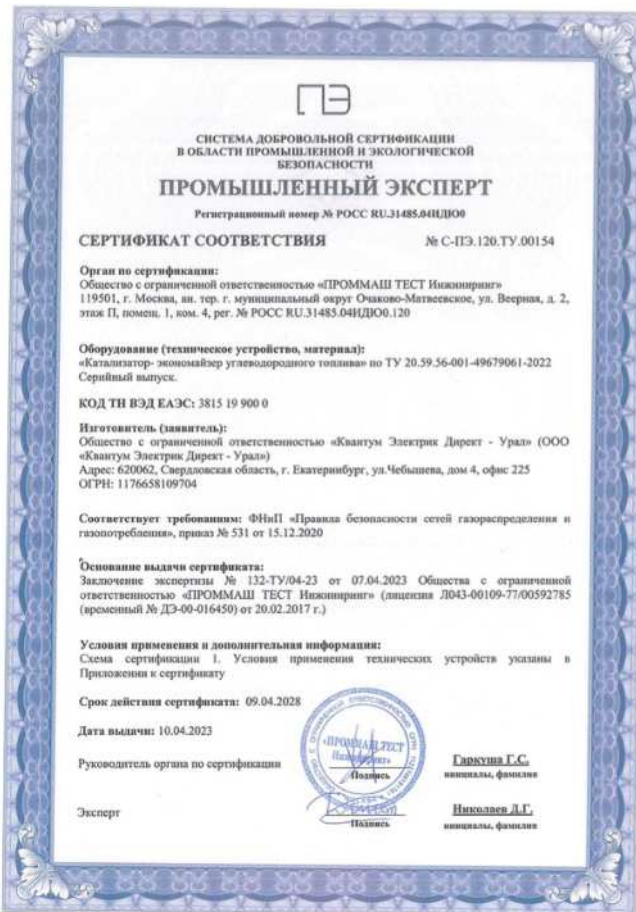 ПЭ
СИСТЕМА ДОБРОВОЛЬНОЙ СЕРТИФИКАЦИИ
В ОБЛАСТИ ПРОМЫШЛЕННОЙ И ЭКОЛОГИЧЕСКОЙ
БЕЗОПАСНОСТИ
ПРОМЫШЛЕННЫЙ ЭКСПЕРТ
Регистрационный номер № РОСС RU.31485.04ИДЮ0
СЕРТИФИКАТ СООТВЕТСТВИЯ № С-ПЭ.120.ТУ.00154
Орган по сертификации:
Общество с ограниченной ответственностью «ПРОММАШ ТЕСТ Инжиниринг»
119501, г. Москва, вн. тер. г. муниципальный округ Очаково-Матвеевское, ул. Веерная, д. 2,
этаж П, помещ. 1, ком. 4, рег. № РОСС RU.31485.04ИДЮ0.120
Оборудование (техническое устройство, материал):
«Катализатор- экономайзер углеводородного топлива» по ТУ 20.59.56-001-49679061-2022
Серийный выпуск.
КОД ТН ВЭД ЕАЭС: 3815 19 900 0
Изготовитель (заявитель):
Общество с ограниченной ответственностью «Квантум Электрик Директ - Урал» (ООО
«Квантум Электрик Директ - Урал»)
Адрес: 620062, Свердловская область, г. Екатеринбург, ул.Чебышева, дом 4, офис 225
ОГРН: 1176658109704
Соответствует требованиям: ФНиП «Правила безопасности сетей газораспределения и
газопотребления», приказ № 531 от 15.12.2020
Основание выдачи сертификата:
Заключение экспертизы № 132-ТУ/04-23 от 07.04.2023 Общества с ограниченной
ответственностью «ПРОММАШ ТЕСТ Инжиниринг» (лицензия Л043-00109-77/00592785
(временный № ДЭ-00-016450) от 20.02.2017 г.)
Условия применения и дополнительная информация:
Схема сертификации 1. Условия применения технических устройств указаны в
Приложении к сертификату
Срок действия сертификата: 09.04.2028
Дата выдачи: 10.04.2023
«ПРОММАШ ТЕСТ
Инжиниринг»
Руководитель органа по сертификации Гаркуша Г.С.
Подпись инициалы, фамилия
Эксперт Николаев Д.Г.
Подпись инициалы, фамилия